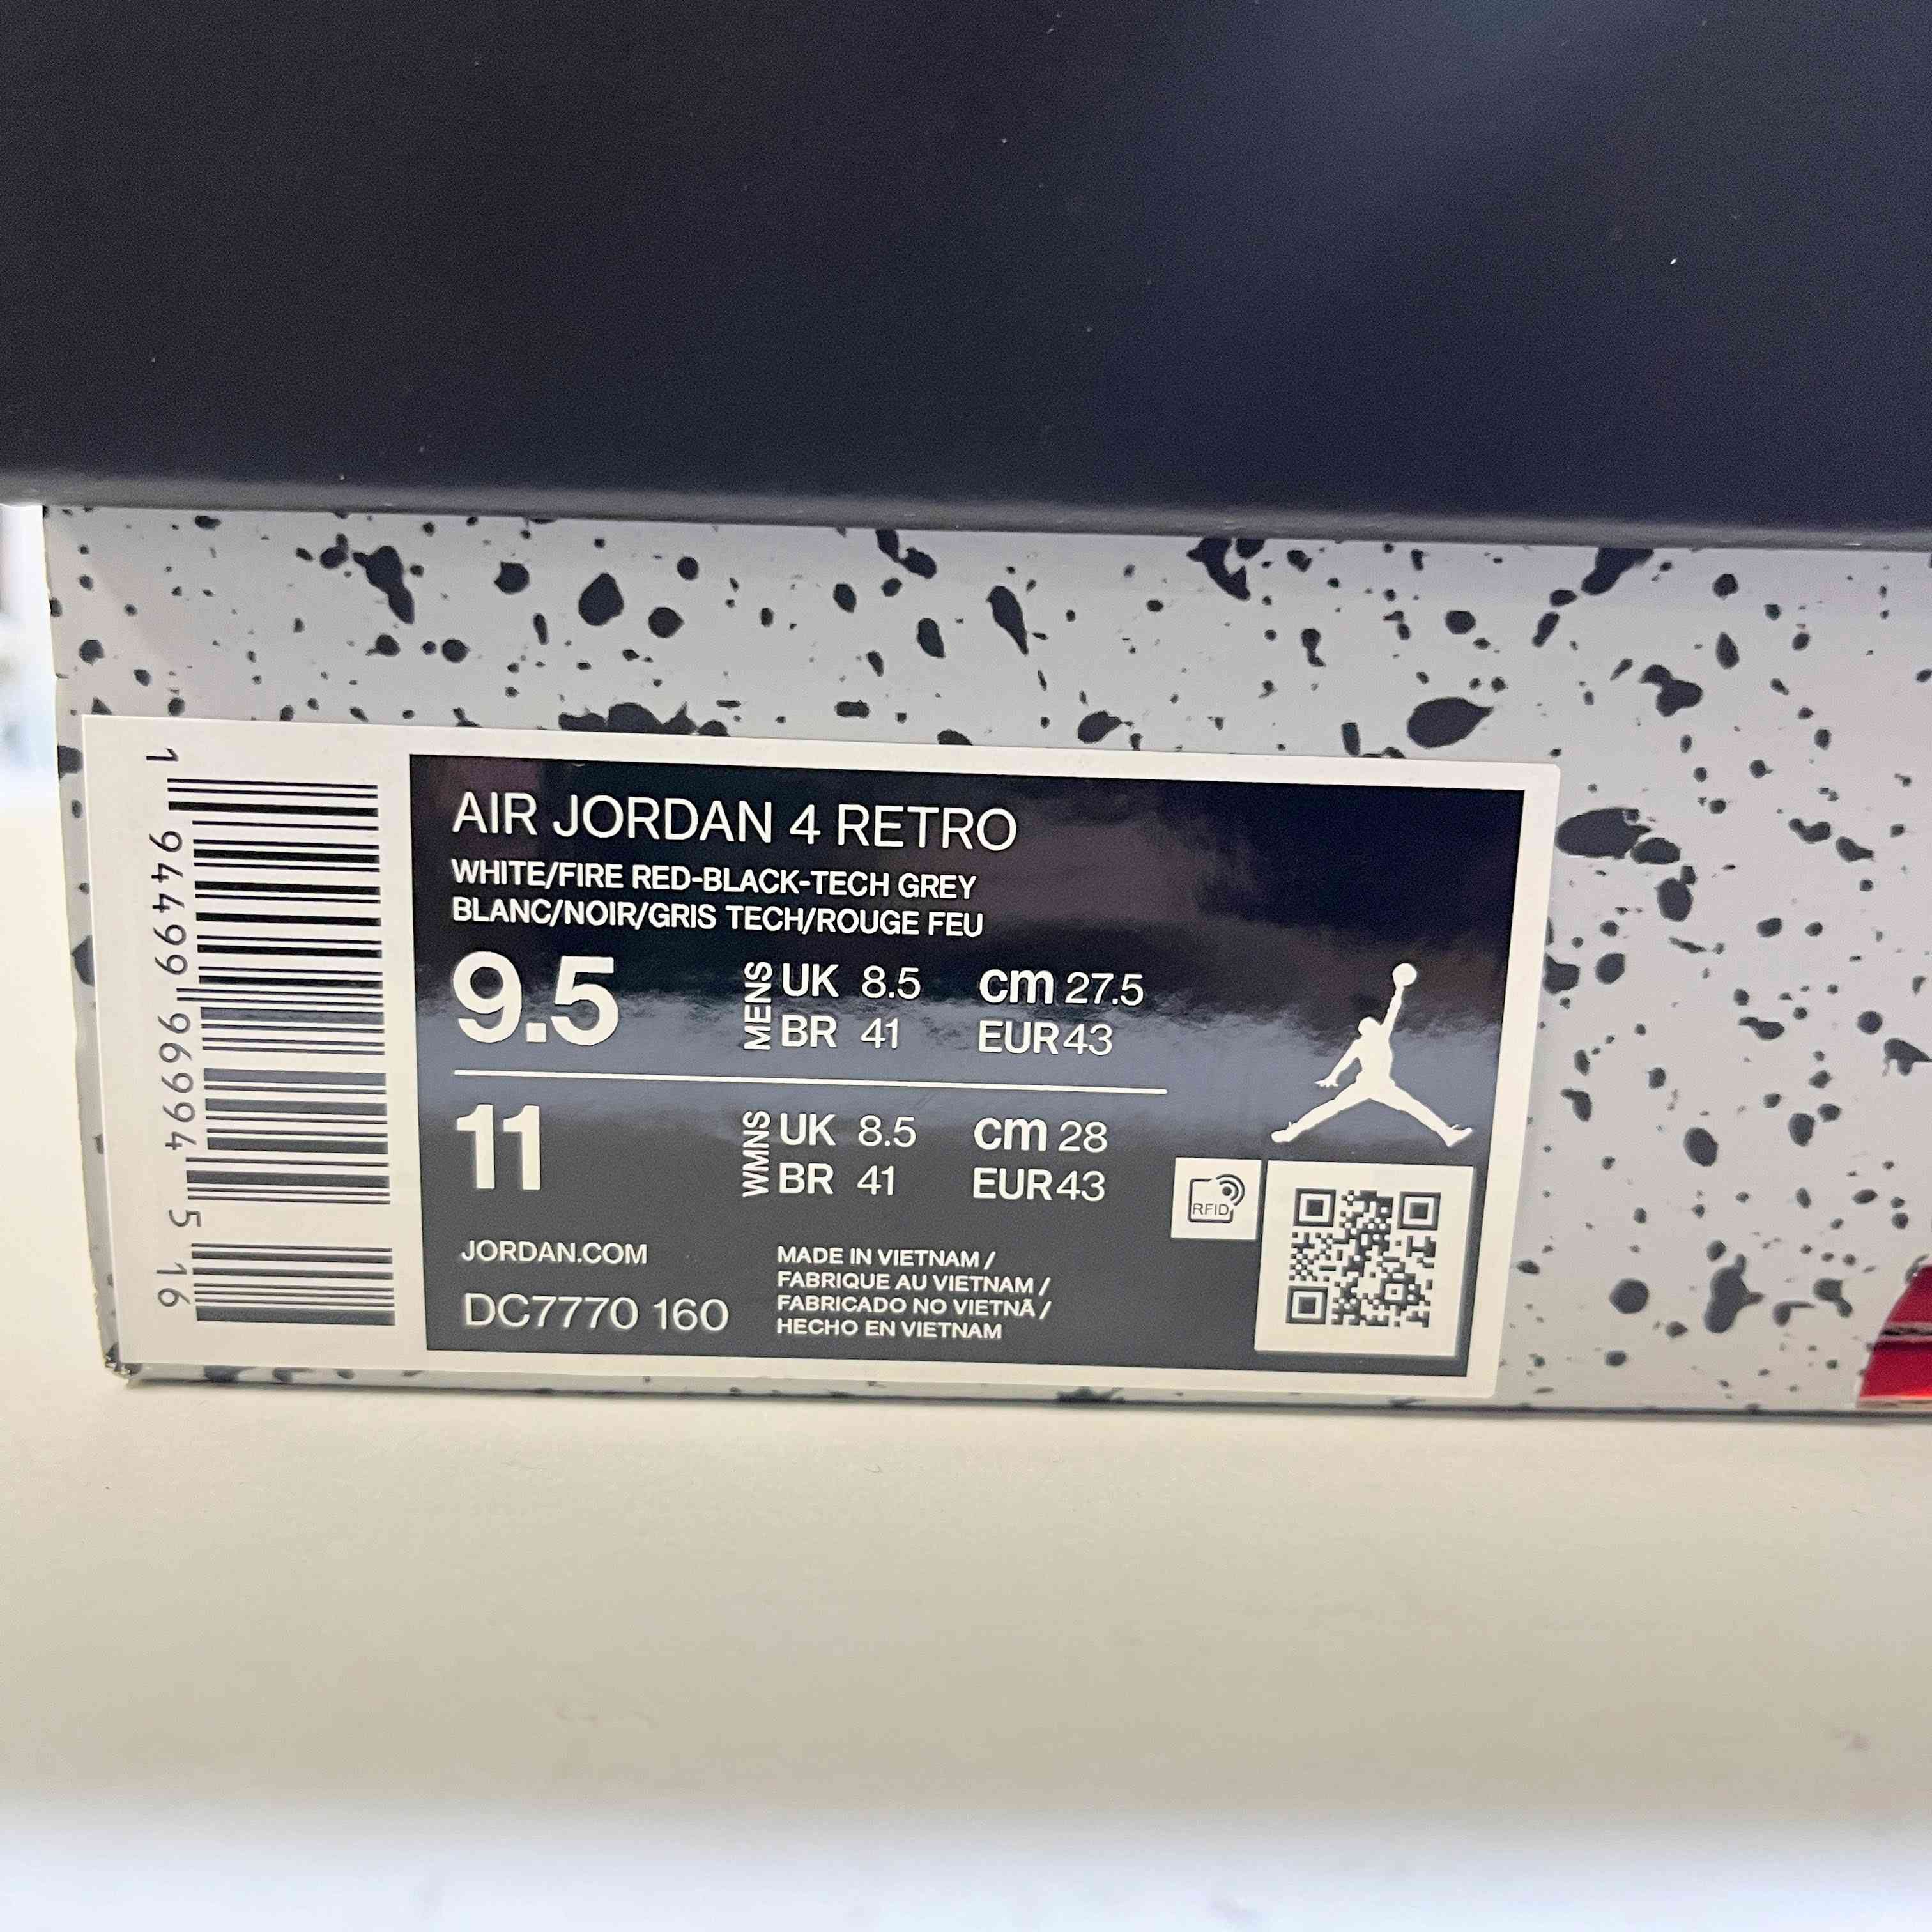 1 94499 96994 5 16
AIR JORDAN 4 RETRO
WHITE/FIRE RED-BLACK-TECH GREY
BLANC/NOIR/GRIS TECH/ROUGE FEU
9.5 MENS UK 8.5 cm 27.5
BR 41 EUR 43
11 WMNS UK 8.5 cm 28
BR 41 EUR 43
RFID
JORDAN.COM
DC7770 160
MADE IN VIETNAM /
FABRIQUE AU VIETNAM /
FABRICADO NO VIETNÃ /
HECHO EN VIETNAM